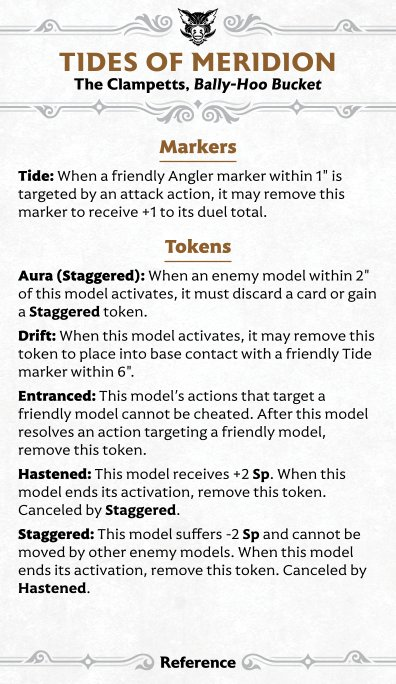 TIDES OF MERIDION
The Clampetts, Bally-Hoo Bucket
Markers
Tide: When a friendly Angler marker within 1" is
targeted by an attack action, it may remove this
marker to receive +1 to its duel total.
Tokens
Aura (Staggered): When an enemy model within 2"
of this model activates, it must discard a card or gain
a Staggered token.
Drift: When this model activates, it may remove this
token to place into base contact with a friendly Tide
marker within 6".
Entranced: This model's actions that target a
friendly model cannot be cheated. After this model
resolves an action targeting a friendly model,
remove this token.
Hastened: This model receives +2 Sp. When this
model ends its activation, remove this token.
Canceled by Staggered.
Staggered: This model suffers -2 Sp and cannot be
moved by other enemy models. When this model
ends its activation, remove this token. Canceled by
Hastened.
Reference